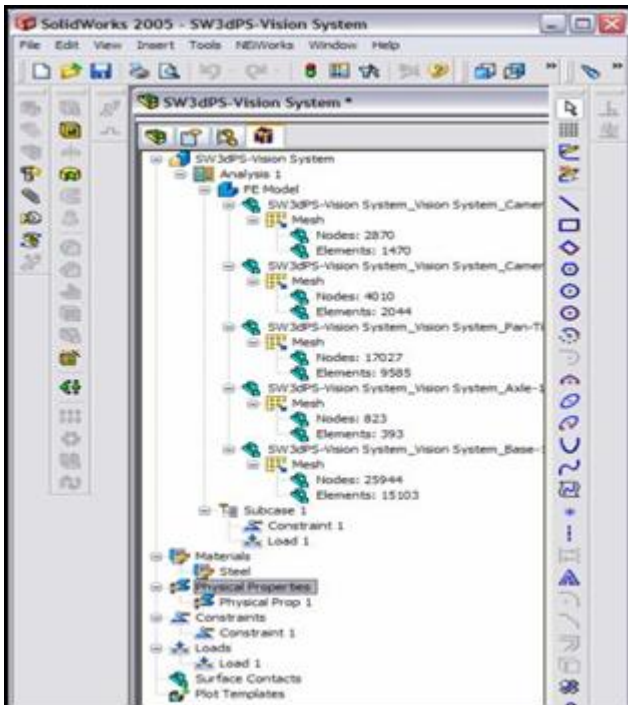 SolidWorks 2005 - SW3dPS-Vision System
File Edit View Insert Tools NEiWorks Window Help
SW3dPS-Vision System *
SW3dPS-Vision System
Analysis 1
FE Model
SW3dPS-Vision System_Vision System_Camer
Mesh
Nodes: 2870
Elements: 1470
SW3dPS-Vision System_Vision System_Camer
Mesh
Nodes: 4010
Elements: 2044
SW3dPS-Vision System_Vision System_Pan-Ti
Mesh
Nodes: 17027
Elements: 9585
SW3dPS-Vision System_Vision System_Axle-1
Mesh
Nodes: 823
Elements: 393
SW3dPS-Vision System_Vision System_Base-1
Mesh
Nodes: 25944
Elements: 15103
Subcase 1
Constraint 1
Load 1
Materials
Steel
Physical Properties
Physical Prop 1
Constraints
Constraint 1
Loads
Load 1
Surface Contacts
Plot Templates